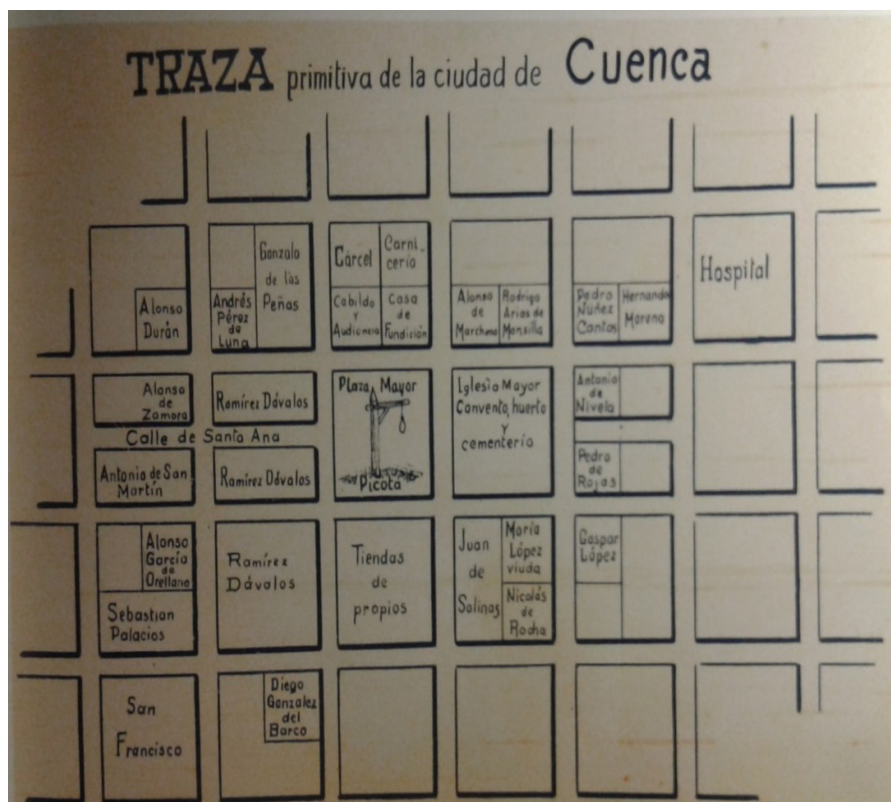 TRAZA primitiva de la ciudad de Cuenca
Gonzalo
de las
Peñas
Cárcel
Carni-
cería
Hospital
Alonso
Durán
Andrés
Pérez
de
Luna
Cabildo
y
Audiencia
Casa
de
Fundición
Alonso
de
Marchena
Rodrigo
Arias de
Mansilla
Pedro
Núñez
Cantos
Hernando
Moreno
Alonso
de
Zamora
Ramírez Dávalos
Plaza Mayor
Iglesia Mayor
Convento, huerto
y
cementerio
Antonio
de
Nivela
Calle de Santa Ana
Antonio de San
Martín
Ramírez Dávalos
Picota
Pedro
de
Rojas
Alonso
García
de
Orellana
Sebastian
Palacios
Ramírez
Dávalos
Tiendas
de
propios
Juan
de
Salinas
María
López
viuda
Nicolás
de
Rocha
Gaspar
López
San
Francisco
Diego
Gonzalez
del
Barco